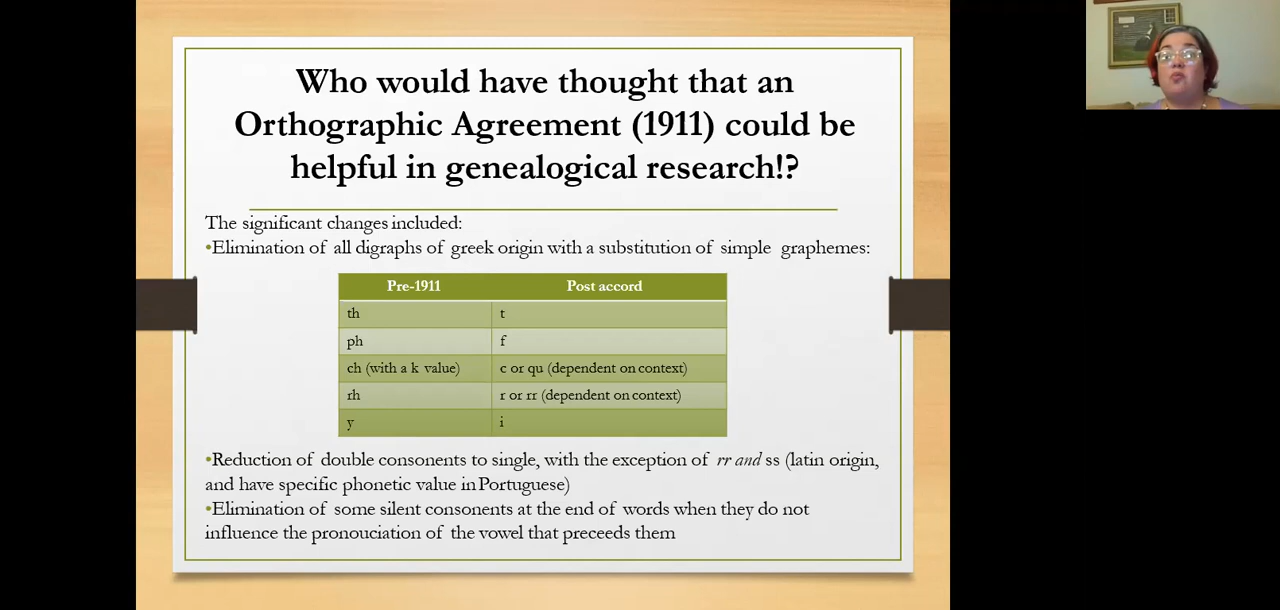 Who would have thought that an
Orthographic Agreement (1911) could be
helpful in genealogical research!?
The significant changes included:
•Elimination of all digraphs of greek origin with a substitution of simple graphemes:
Pre-1911 Post accord
th t
ph f
ch (with a k value) c or qu (dependent on context)
rh r or rr (dependent on context)
y i
•Reduction of double consonents to single, with the exception of rr and ss (latin origin,
and have specific phonetic value in Portuguese)
•Elimination of some silent consonents at the end of words when they do not
influence the pronouciation of the vowel that preceeds them